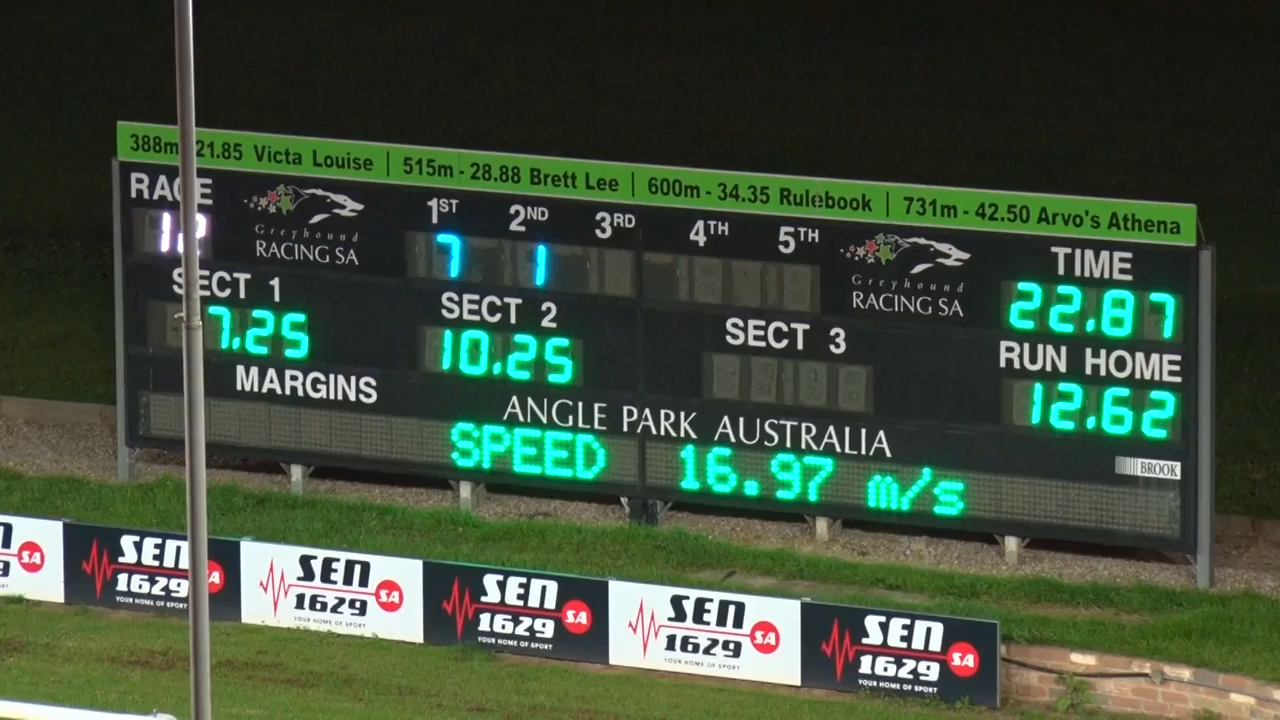 388m 21.85 Victa Louise | 515m - 28.88 Brett Lee | 600m - 34.35 Rulebook | 731m - 42.50 Arvo's Athena
RACE
Greyhound
RACING SA
1ST 2ND 3RD 4TH 5TH
7 1
Greyhound
RACING SA
TIME
22.87
SECT 1
7.25
SECT 2
10.25
SECT 3
RUN HOME
12.62
MARGINS
ANGLE PARK AUSTRALIA
SPEED 16.97 m/s
BROOK
SA
SEN
1629
YOUR HOME OF SPORT
SEN
1629
SA
YOUR HOME OF SPORT
SEN
1629
SA
YOUR HOME OF SPORT
SEN
1629
SA
YOUR HOME OF SPORT
SEN
1629
SA
YOUR HOME OF SPORT